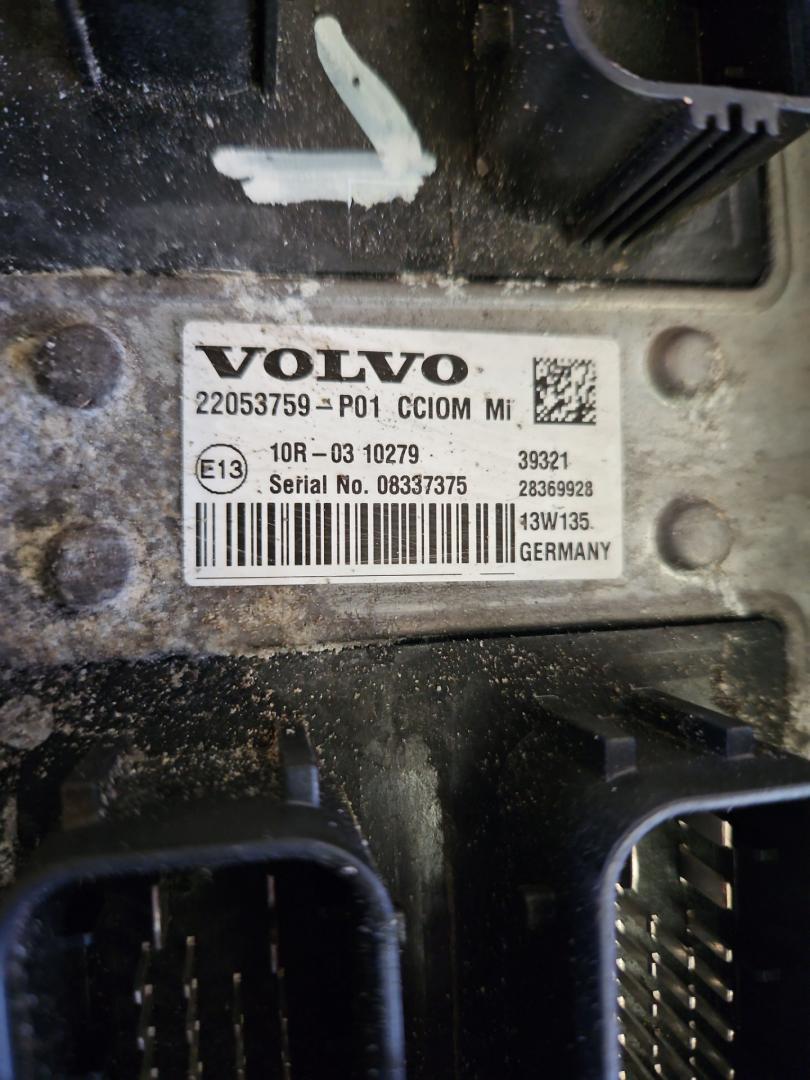 VOLVO
22053759-P01 CCIOM Mi
E13
10R-03 10279
39321
Serial No. 08337375
28369928
13W135
GERMANY